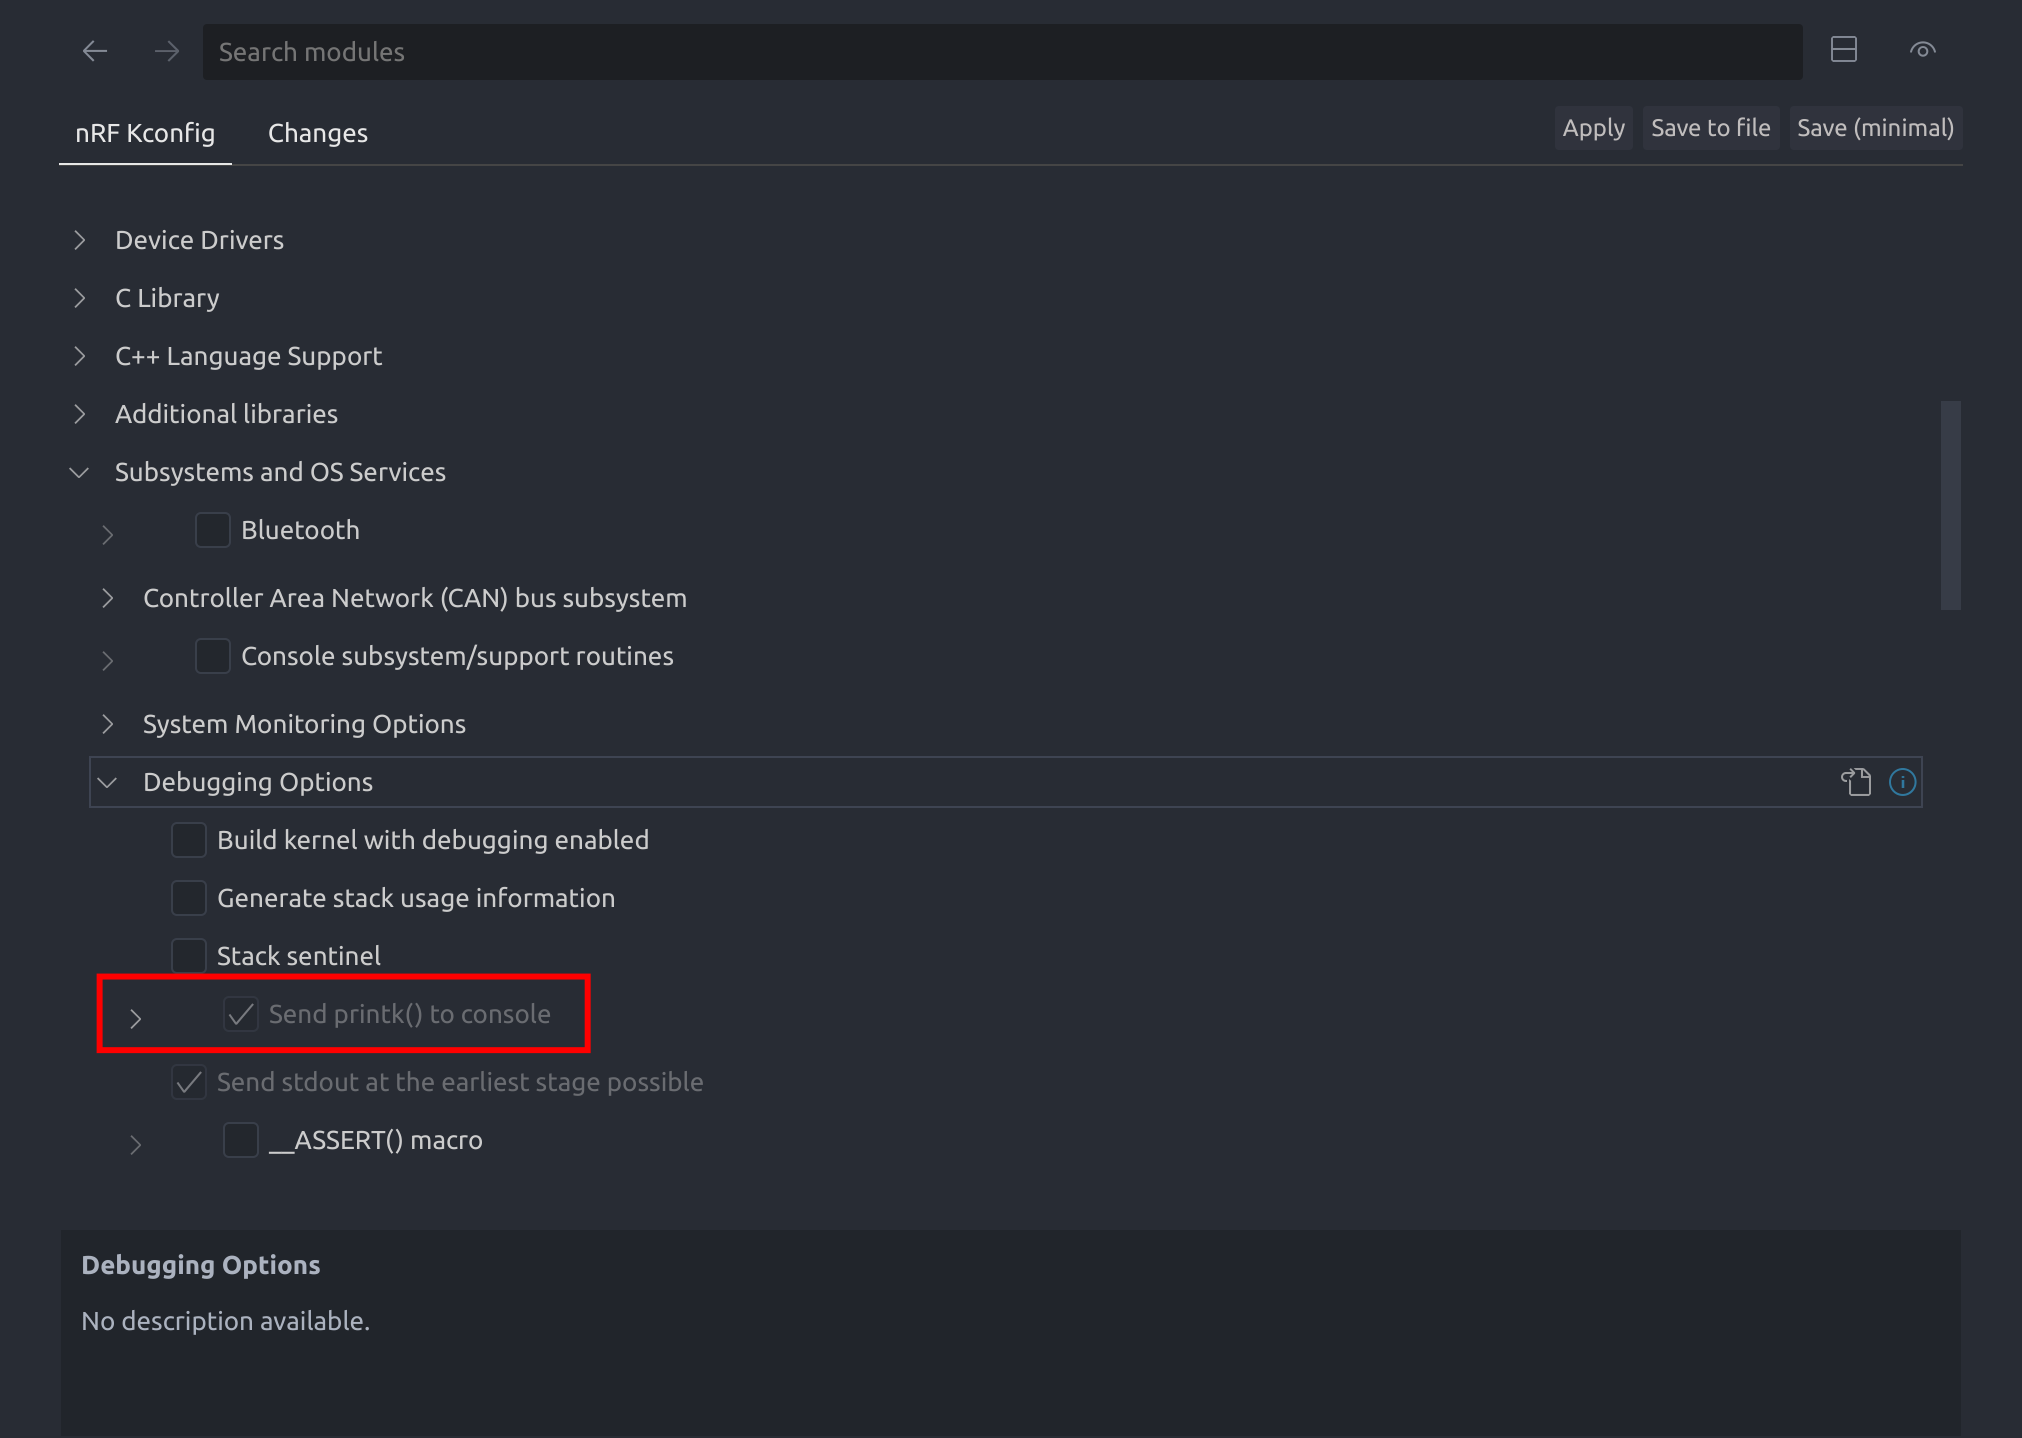 Search modules
nRF Kconfig Changes Apply Save to file Save (minimal)
Device Drivers
C Library
C++ Language Support
Additional libraries
Subsystems and OS Services
Bluetooth
Controller Area Network (CAN) bus subsystem
Console subsystem/support routines
System Monitoring Options
Debugging Options
Build kernel with debugging enabled
Generate stack usage information
Stack sentinel
Send printk() to console
Send stdout at the earliest stage possible
__ASSERT() macro
Debugging Options
No description available.